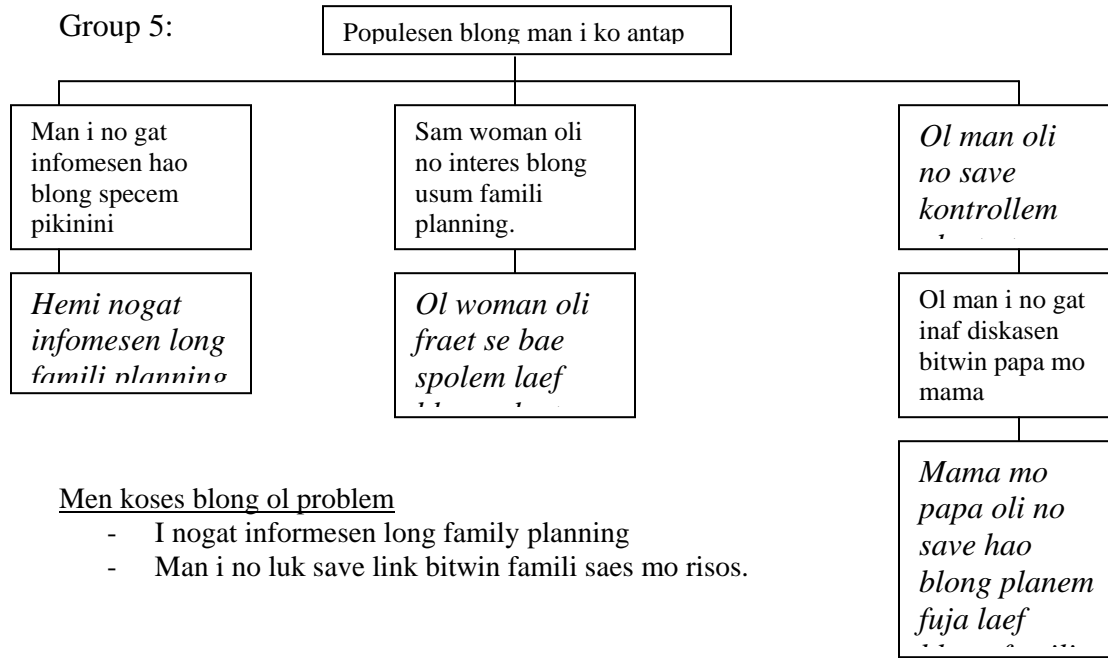 Group 5:
Populesen blong man i ko antap
Man i no gat
infomesen hao
blong specem
pikinini
Hemi nogat
infomesen long
famili planning
Sam woman oli
no interes blong
usum famili
planning.
Ol woman oli
fraet se bae
spolem laef
Ol man oli
no save
kontrollem
Ol man i no gat
inaf diskasen
bitwin papa mo
mama
Mama mo
papa oli no
save hao
blong planem
fuja laef
Men koses blong ol problem
- I nogat informesen long family planning
- Man i no luk save link bitwin famili saes mo risos.